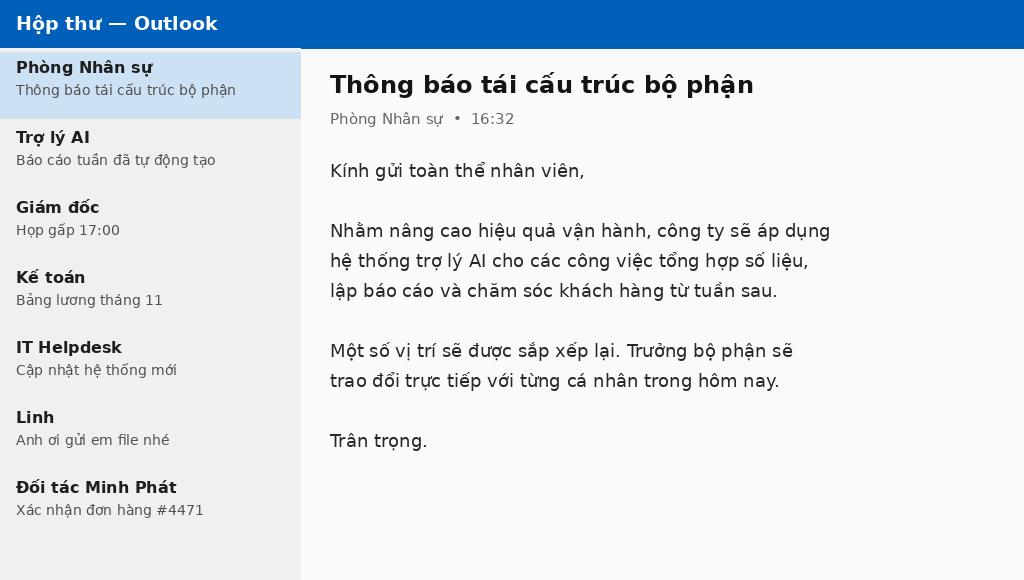 Hộp thư — Outlook
Phòng Nhân sự
Thông báo tái cấu trúc bộ phận
Trợ lý AI
Báo cáo tuần đã tự động tạo
Giám đốc
Họp gấp 17:00
Kế toán
Bảng lương tháng 11
IT Helpdesk
Cập nhật hệ thống mới
Linh
Anh ơi gửi em file nhé
Đối tác Minh Phát
Xác nhận đơn hàng #4471
Thông báo tái cấu trúc bộ phận
Phòng Nhân sự • 16:32
Kính gửi toàn thể nhân viên,
Nhằm nâng cao hiệu quả vận hành, công ty sẽ áp dụng
hệ thống trợ lý AI cho các công việc tổng hợp số liệu,
lập báo cáo và chăm sóc khách hàng từ tuần sau.
Một số vị trí sẽ được sắp xếp lại. Trưởng bộ phận sẽ
trao đổi trực tiếp với từng cá nhân trong hôm nay.
Trân trọng.